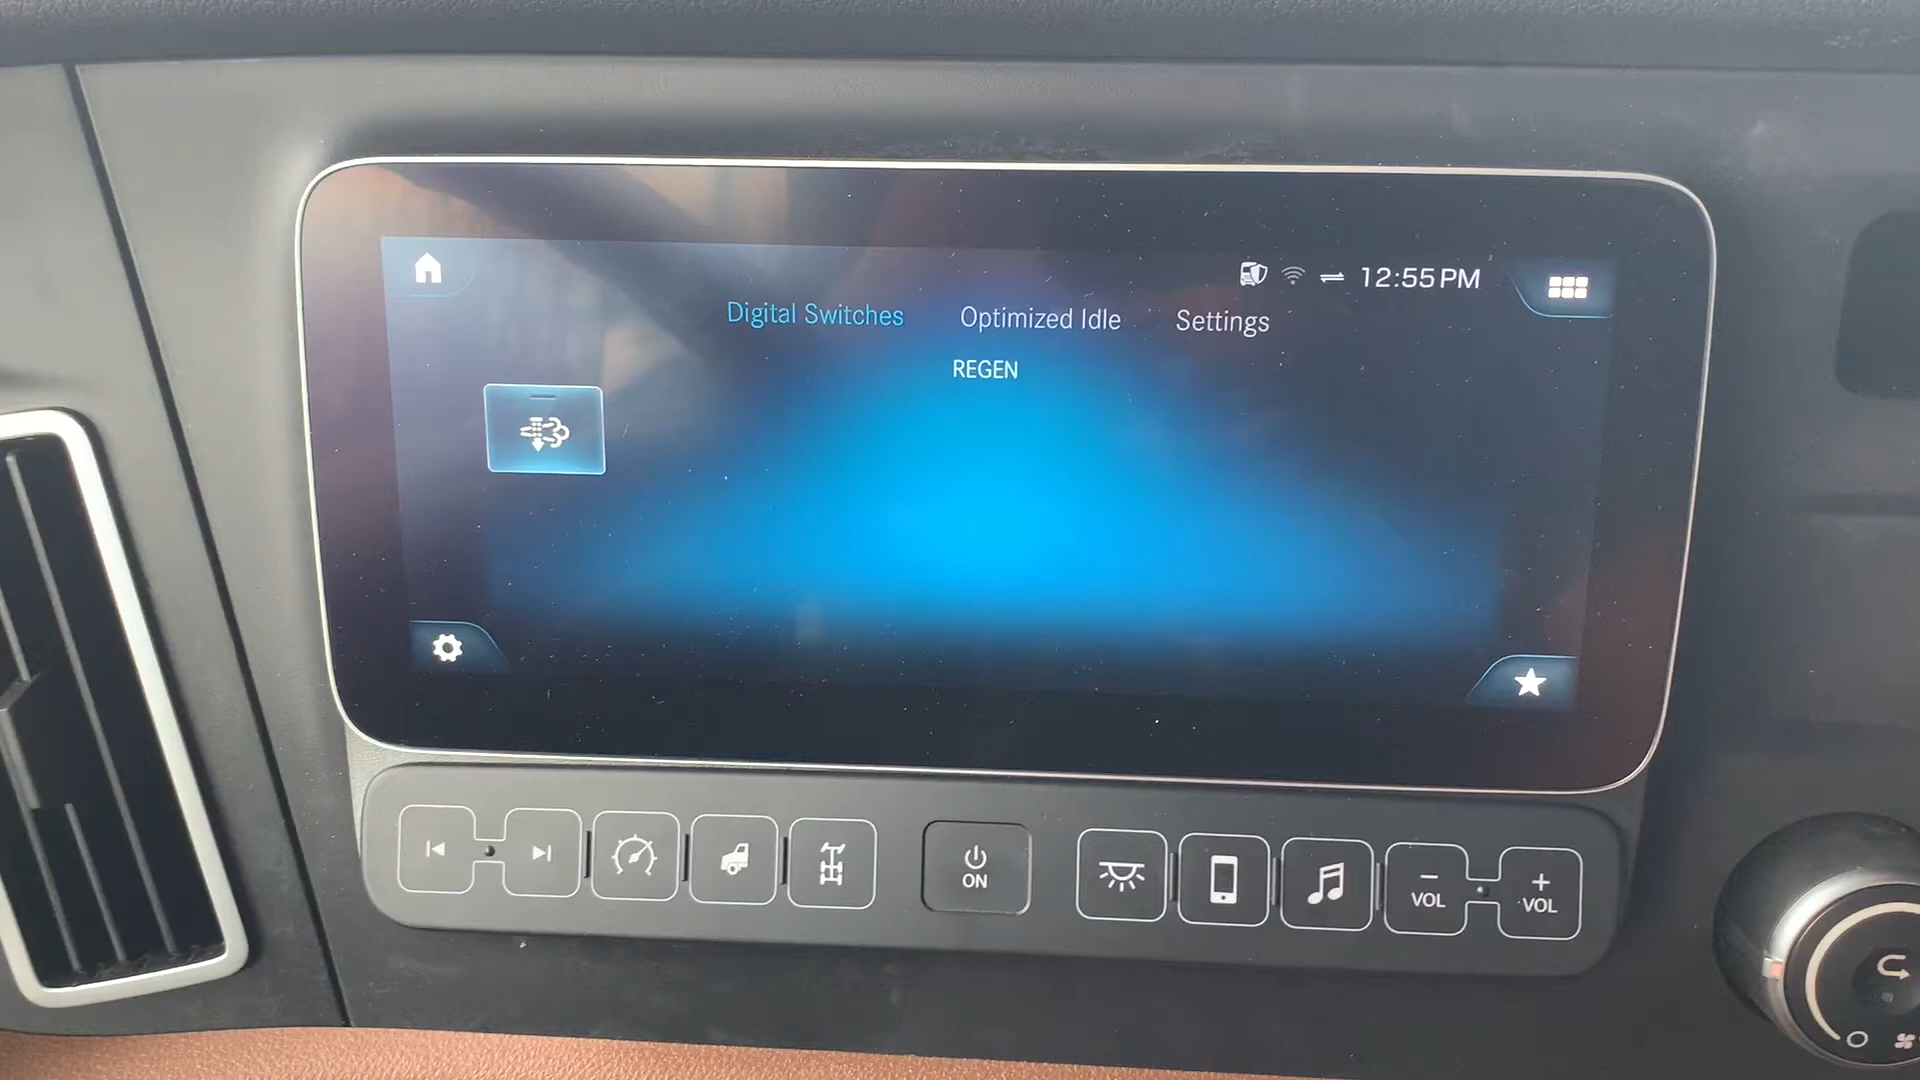 12:55 PM
Digital Switches Optimized Idle Settings
REGEN
ON
− VOL
+ VOL